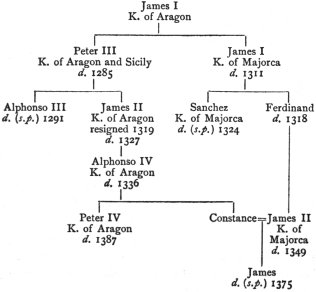 James I
K. of Aragon
Peter III
K. of Aragon and Sicily
d. 1285
James I
K. of Majorca
d. 1311
Alphonso III
d. (s.p.) 1291
James II
K. of Aragon
resigned 1319
d. 1327
Sanchez
K. of Majorca
d. (s.p.) 1324
Ferdinand
d. 1318
Alphonso IV
K. of Aragon
d. 1336
Peter IV
K. of Aragon
d. 1387
Constance
James II
K. of
Majorca
d. 1349
James
d. (s.p.) 1375